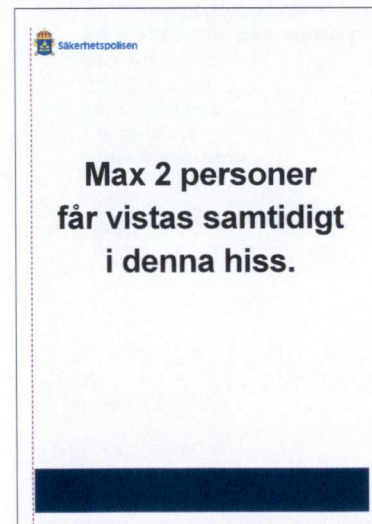 Säkerhetspolisen
Max 2 personer
får vistas samtidigt
i denna hiss.